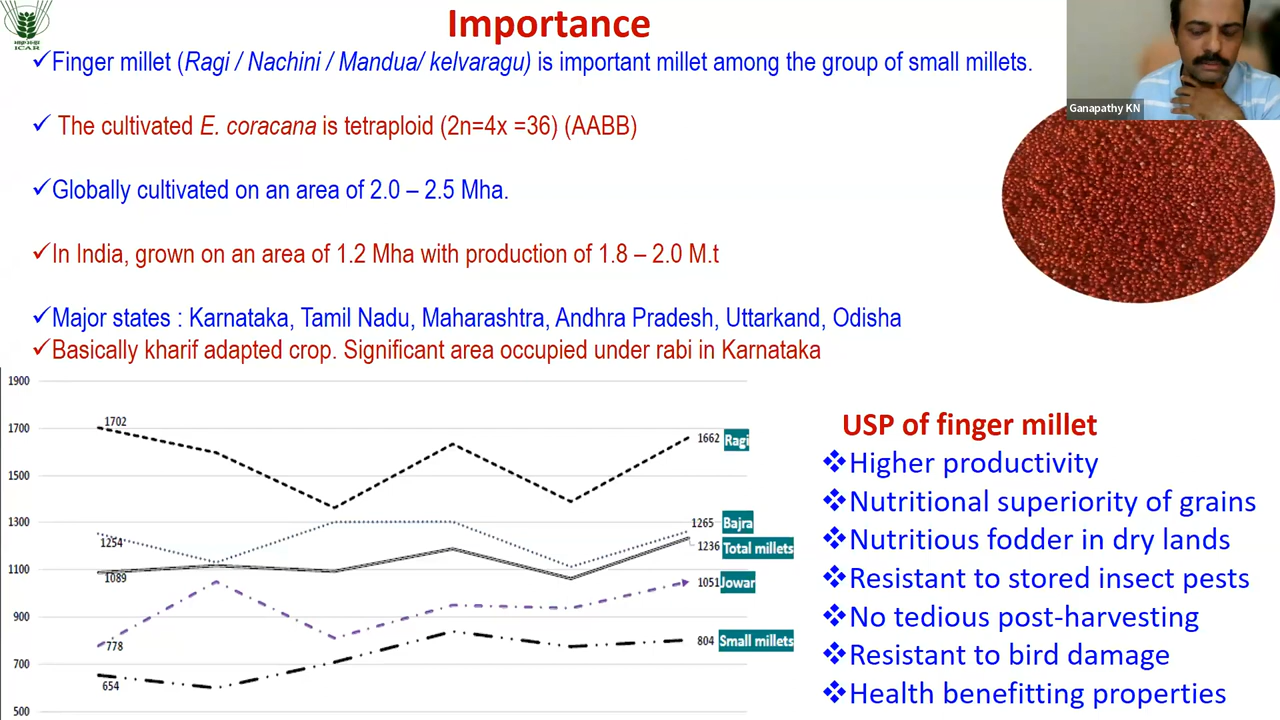 Importance
ICAR
Ganapathy KN
✓Finger millet (Ragi / Nachini / Mandua/ kelvaragu) is important millet among the group of small millets.
✓ The cultivated E. coracana is tetraploid (2n=4x =36) (AABB)
✓Globally cultivated on an area of 2.0 – 2.5 Mha.
✓In India, grown on an area of 1.2 Mha with production of 1.8 – 2.0 M.t
✓Major states : Karnataka, Tamil Nadu, Maharashtra, Andhra Pradesh, Uttarkand, Odisha
✓Basically kharif adapted crop. Significant area occupied under rabi in Karnataka
1900
1700
1500
1300
1100
900
700
500
1702
1254
1089
778
654
1662 Ragi
1265 Bajra
1236 Total millets
1051 Jowar
804 Small millets
USP of finger millet
❖Higher productivity
❖Nutritional superiority of grains
❖Nutritious fodder in dry lands
❖Resistant to stored insect pests
❖No tedious post-harvesting
❖Resistant to bird damage
❖Health benefitting properties